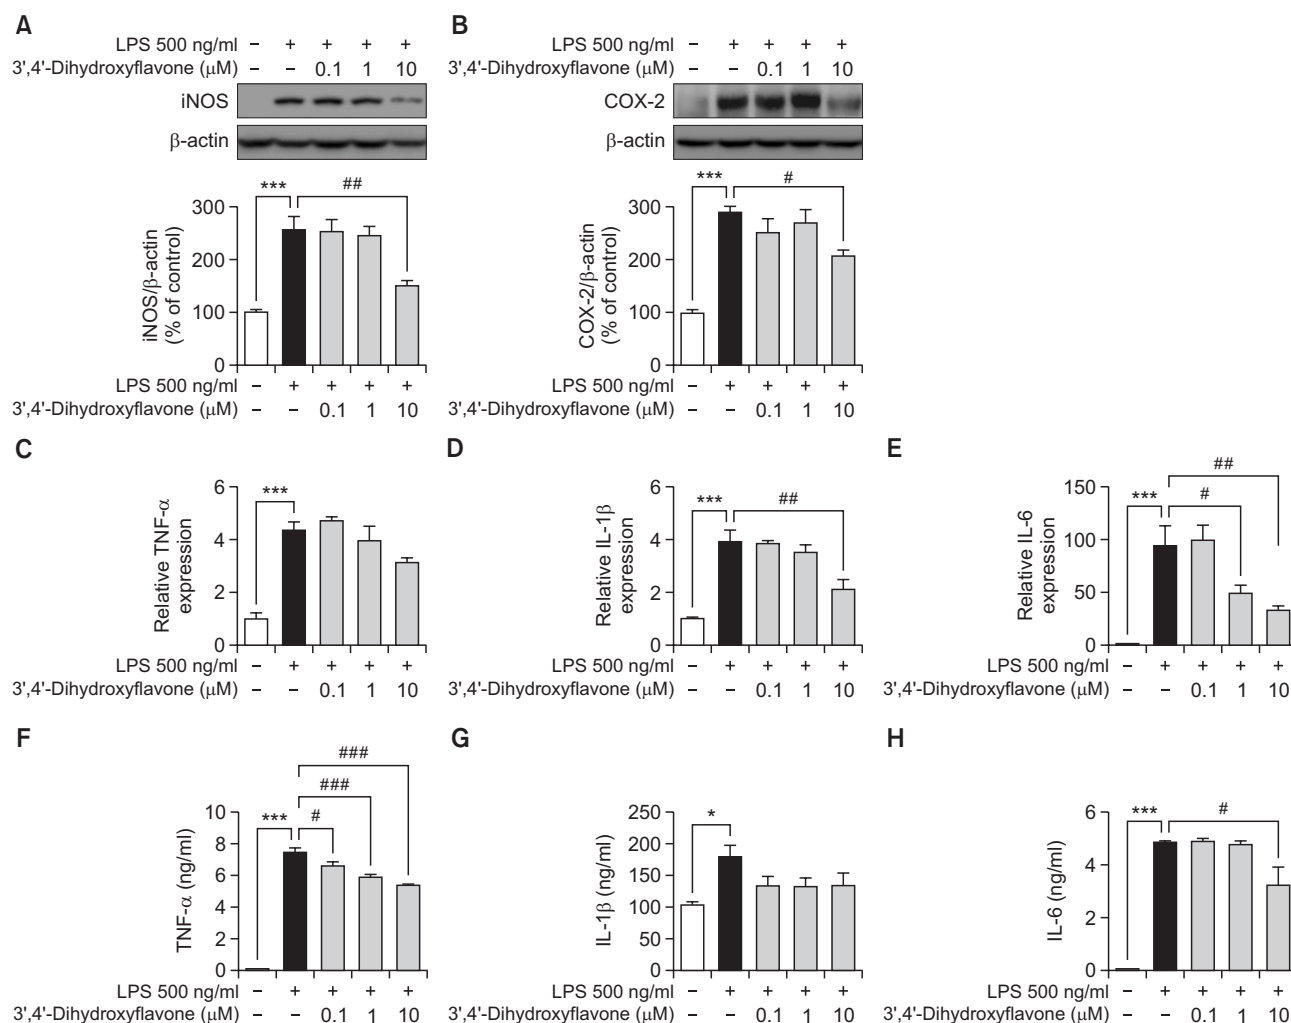 A
LPS 500 ng/ml – + + + +
3',4'-Dihydroxyflavone (μM) – – 0.1 1 10
iNOS
β-actin
*** ##
iNOS/β-actin
(% of control)
300
200
100
0
LPS 500 ng/ml – + + + +
3',4'-Dihydroxyflavone (μM) – – 0.1 1 10
B
LPS 500 ng/ml – + + + +
3',4'-Dihydroxyflavone (μM) – – 0.1 1 10
COX-2
β-actin
*** #
COX-2/β-actin
(% of control)
300
200
100
0
LPS 500 ng/ml – + + + +
3',4'-Dihydroxyflavone (μM) – – 0.1 1 10
C
***
Relative TNF-α
expression
6
4
2
0
LPS 500 ng/ml – + + + +
3',4'-Dihydroxyflavone (μM) – – 0.1 1 10
D
*** ##
Relative IL-1β
expression
6
4
2
0
LPS 500 ng/ml – + + + +
3',4'-Dihydroxyflavone (μM) – – 0.1 1 10
E
##
*** #
Relative IL-6
expression
150
100
50
0
LPS 500 ng/ml – + + + +
3',4'-Dihydroxyflavone (μM) – – 0.1 1 10
F
###
###
*** #
TNF-α (ng/ml)
10
8
6
4
2
0
LPS 500 ng/ml – + + + +
3',4'-Dihydroxyflavone (μM) – – 0.1 1 10
G
*
IL-1β (ng/ml)
250
200
150
100
50
0
LPS 500 ng/ml – + + + +
3',4'-Dihydroxyflavone (μM) – – 0.1 1 10
H
*** #
IL-6 (ng/ml)
6
4
2
0
LPS 500 ng/ml – + + + +
3',4'-Dihydroxyflavone (μM) – – 0.1 1 10